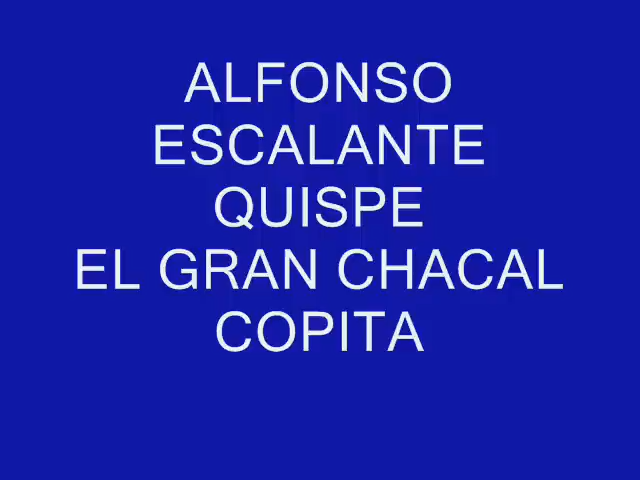 ALFONSO
ESCALANTE
QUISPE
EL GRAN CHACAL
COPITA